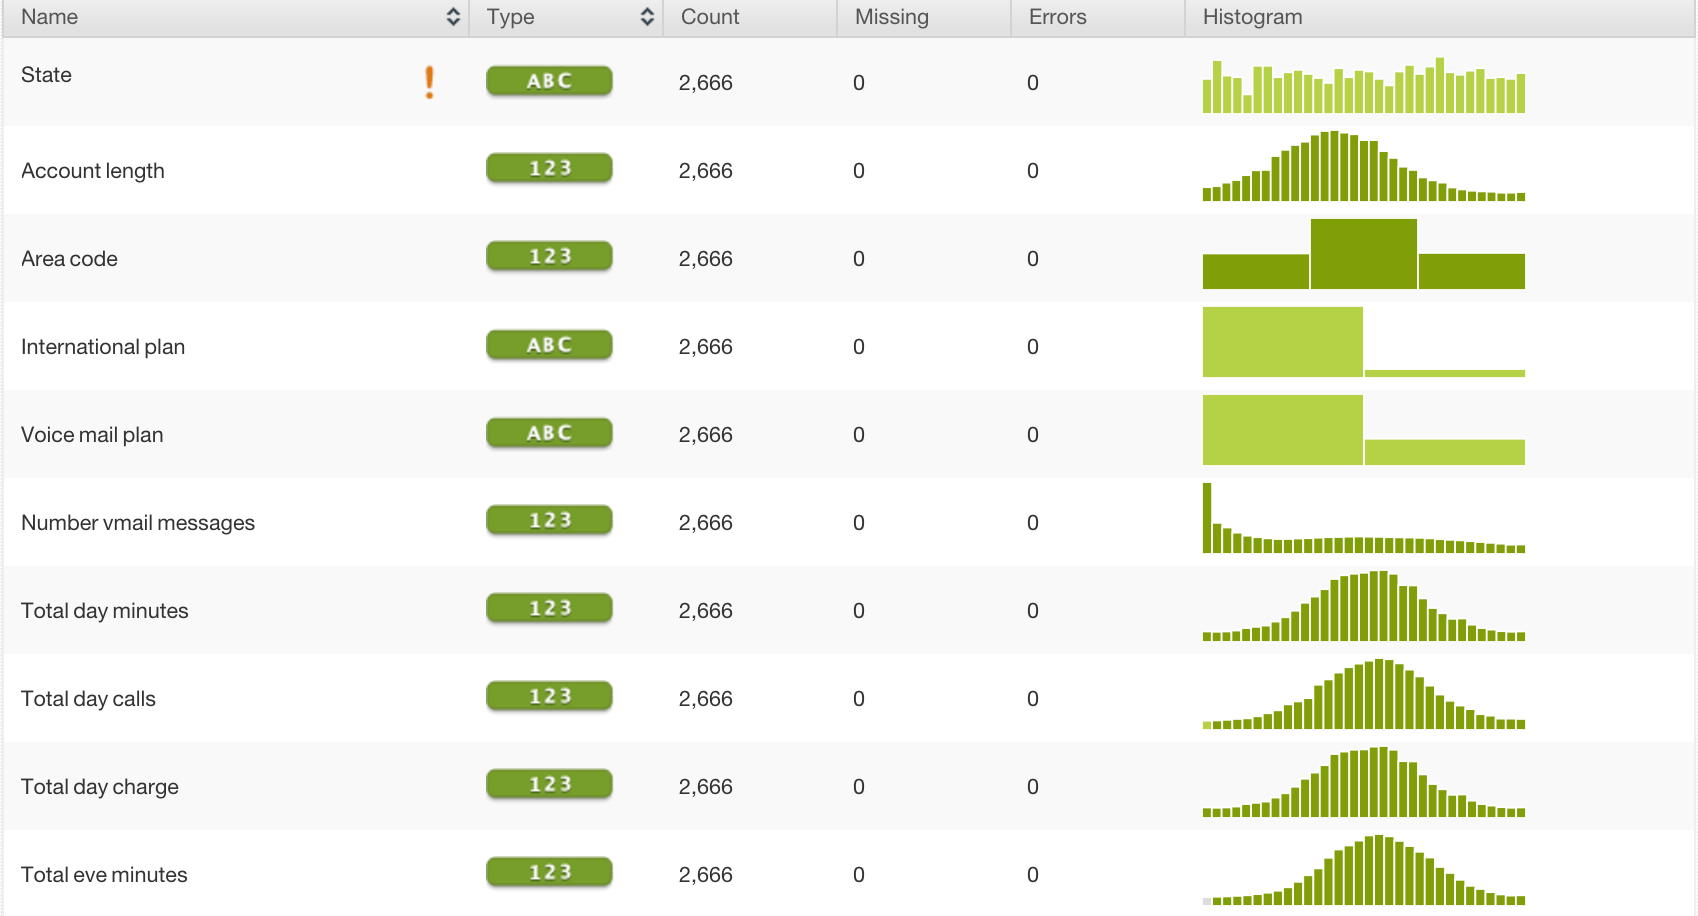 Name Type Count Missing Errors Histogram
State ! ABC 2,666 0 0
Account length 123 2,666 0 0
Area code 123 2,666 0 0
International plan ABC 2,666 0 0
Voice mail plan ABC 2,666 0 0
Number vmail messages 123 2,666 0 0
Total day minutes 123 2,666 0 0
Total day calls 123 2,666 0 0
Total day charge 123 2,666 0 0
Total eve minutes 123 2,666 0 0